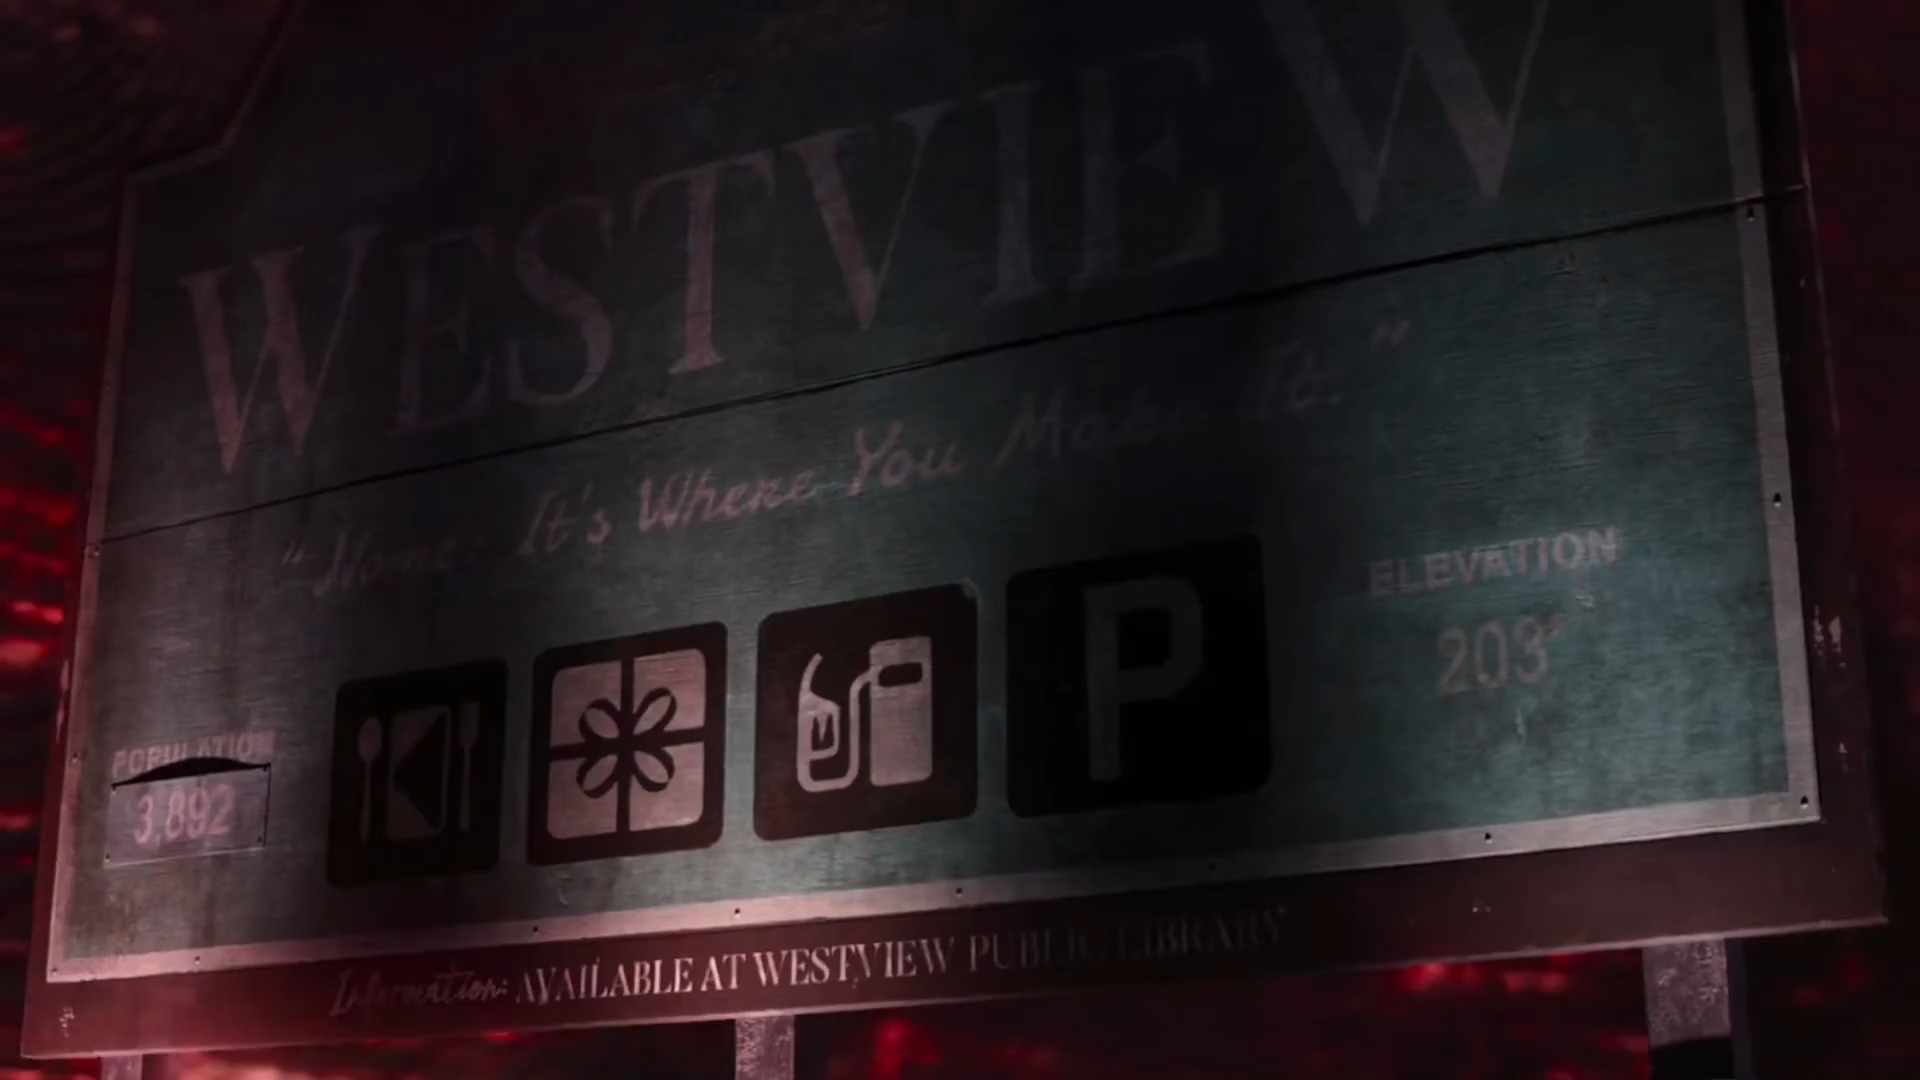 WESTVIEW
"Home: It's Where You Make It."
P
ELEVATION
203'
POPULATION
3,892
Information: AVAILABLE AT WESTVIEW PUBLIC LIBRARY